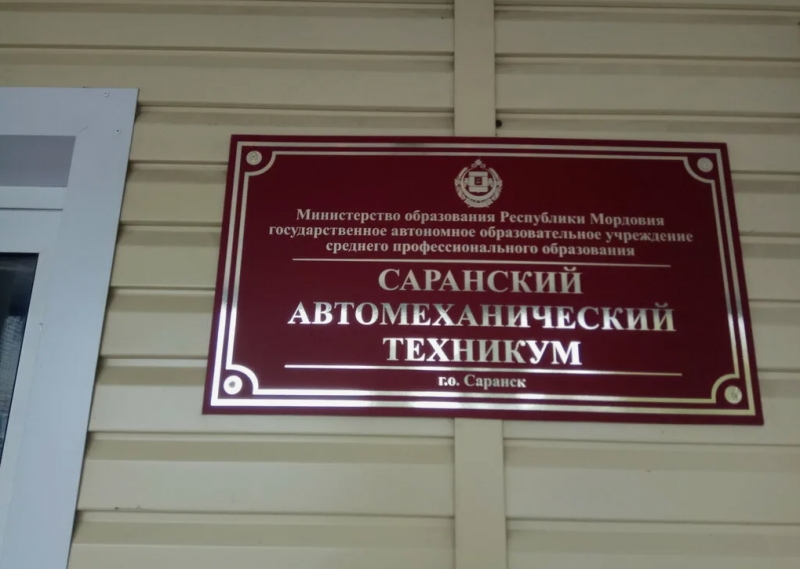 Министерство образования Республики Мордовия
государственное автономное образовательное учреждение
среднего профессионального образования
САРАНСКИЙ
АВТОМЕХАНИЧЕСКИЙ
ТЕХНИКУМ
г.о. Саранск